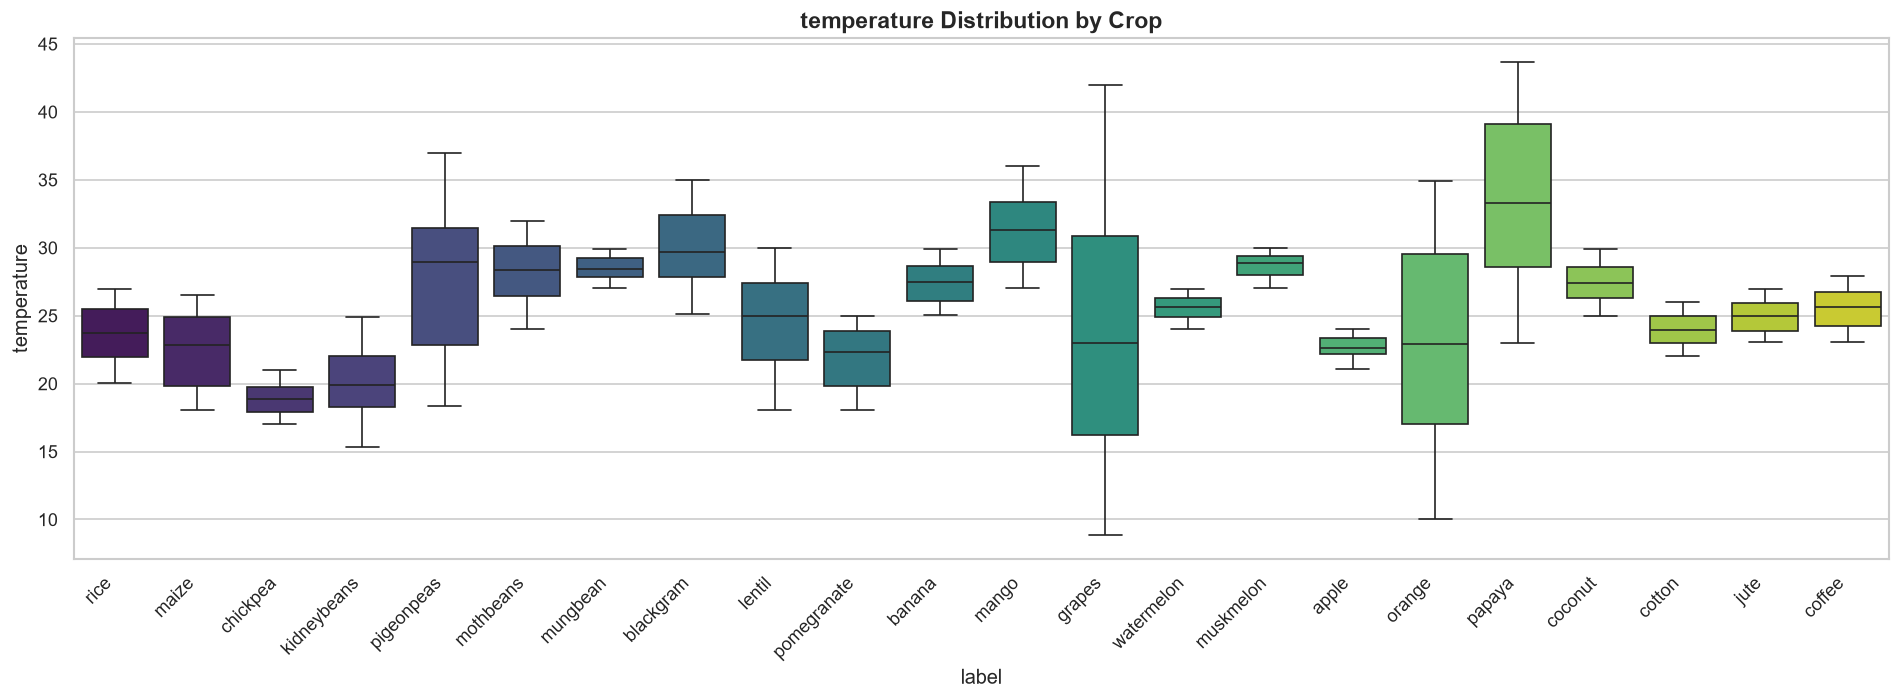 temperature Distribution by Crop
temperature
45
40
35
30
25
20
15
10
rice
maize
chickpea
kidneybeans
pigeonpeas
mothbeans
mungbean
blackgram
lentil
pomegranate
banana
mango
grapes
watermelon
muskmelon
apple
orange
papaya
coconut
cotton
jute
coffee
label